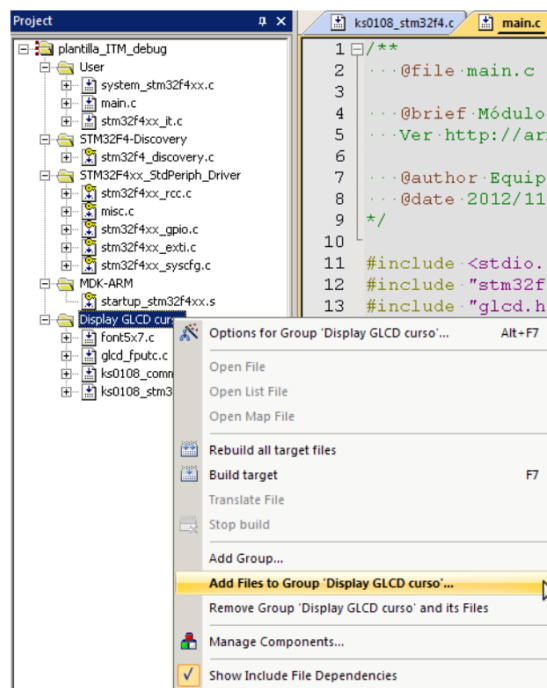 Project
plantilla_ITM_debug
User
system_stm32f4xx.c
main.c
stm32f4xx_it.c
STM32F4-Discovery
stm32f4_discovery.c
STM32F4xx_StdPeriph_Driver
stm32f4xx_rcc.c
misc.c
stm32f4xx_gpio.c
stm32f4xx_exti.c
stm32f4xx_syscfg.c
MDK-ARM
startup_stm32f4xx.s
Display GLCD curso
font5x7.c
glcd_fputc.c
ks0108_comm
ks0108_stm3
ks0108_stm32f4.c main.c
1 /**
2 @file main.c
3
4 @brief Módulo
5 Ver http://ar
6
7 @author Equip
8 @date 2012/11
9 */
10
11 #include <stdio.
12 #include "stm32f
13 #include "glcd.h
Options for Group 'Display GLCD curso'... Alt+F7
Open File
Open List File
Open Map File
Rebuild all target files
Build target F7
Translate File
Stop build
Add Group...
Add Files to Group 'Display GLCD curso'...
Remove Group 'Display GLCD curso' and its Files
Manage Components...
Show Include File Dependencies